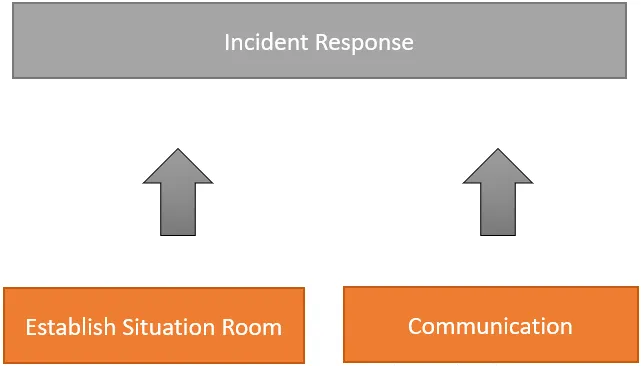 Incident Response
Establish Situation Room
Communication